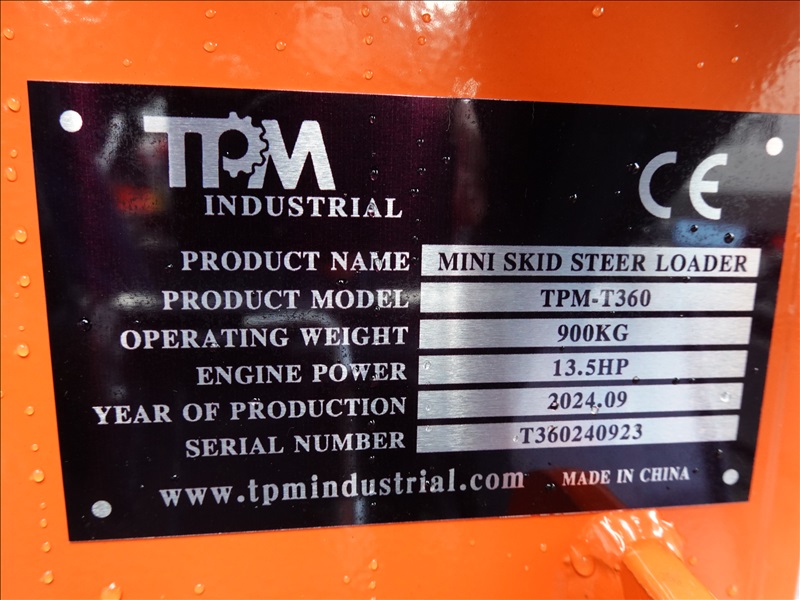 TPM
INDUSTRIAL
CE
PRODUCT NAME MINI SKID STEER LOADER
PRODUCT MODEL TPM-T360
OPERATING WEIGHT 900KG
ENGINE POWER 13.5HP
YEAR OF PRODUCTION 2024.09
SERIAL NUMBER T360240923
www.tpmindustrial.com MADE IN CHINA